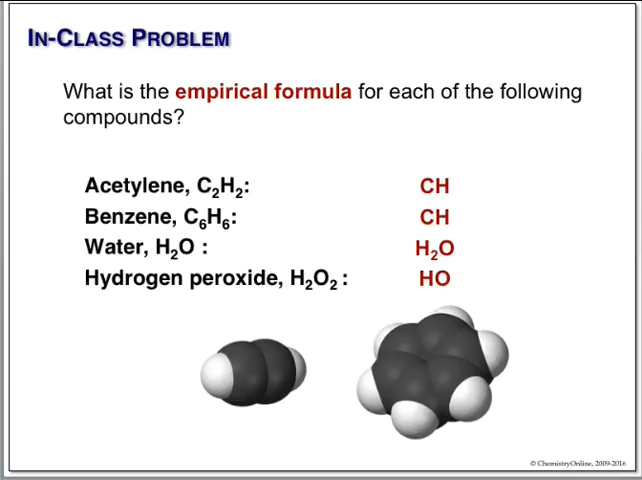 IN-CLASS PROBLEM
What is the empirical formula for each of the following
compounds?
Acetylene, C₂H₂: CH
Benzene, C₆H₆: CH
Water, H₂O : H₂O
Hydrogen peroxide, H₂O₂ : HO
© ChemistryOnline, 2009-2016